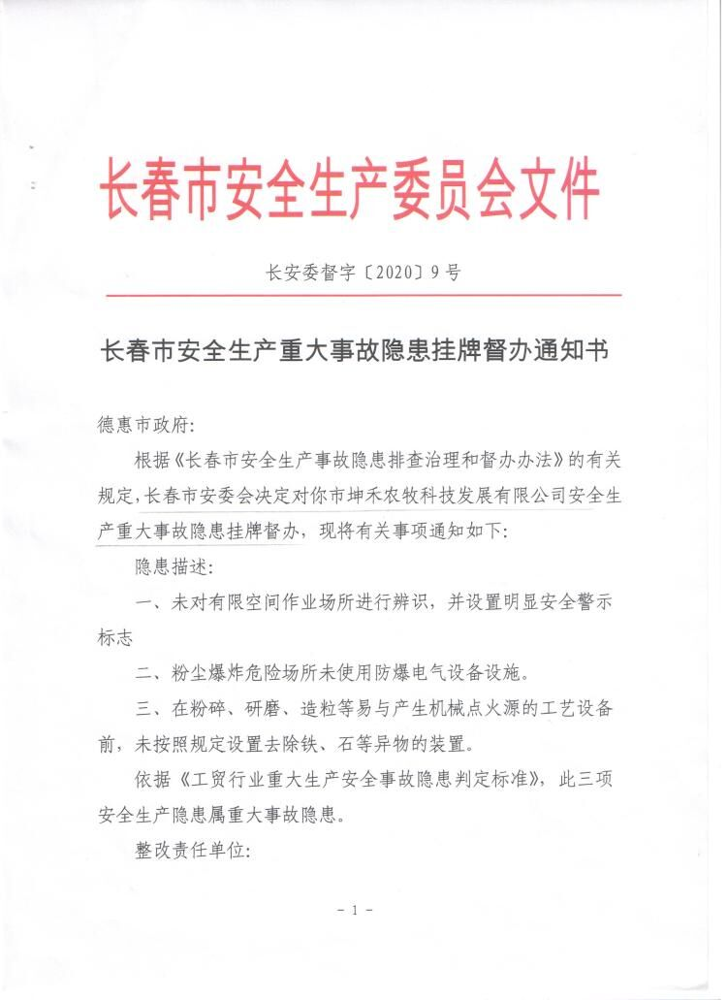 长春市安全生产委员会文件
长安委督字〔2020〕9号
长春市安全生产重大事故隐患挂牌督办通知书
德惠市政府：
根据《长春市安全生产事故隐患排查治理和督办办法》的有关
规定，长春市安委会决定对你市坤禾农牧科技发展有限公司安全生
产重大事故隐患挂牌督办，现将有关事项通知如下：
隐患描述：
一、未对有限空间作业场所进行辨识，并设置明显安全警示
标志
二、粉尘爆炸危险场所未使用防爆电气设备设施。
三、在粉碎、研磨、造粒等易与产生机械点火源的工艺设备
前，未按照规定设置去除铁、石等异物的装置。
依据《工贸行业重大生产安全事故隐患判定标准》，此三项
安全生产隐患属重大事故隐患。
整改责任单位：
- 1 -